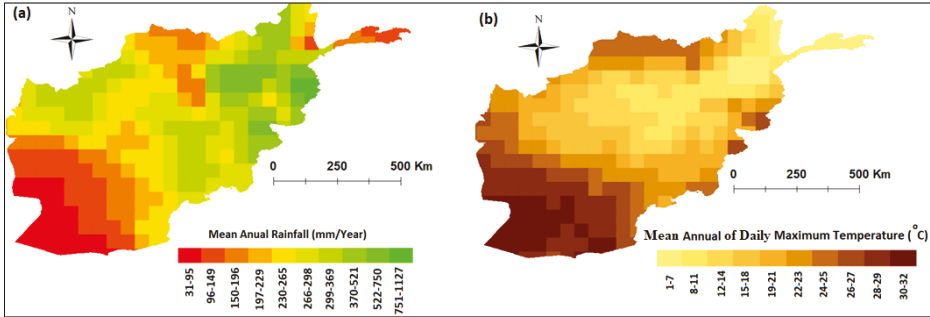 (a)
N
0 250 500 Km
Mean Anual Rainfall (mm/Year)
31-95
96-149
150-196
197-229
230-265
266-298
299-369
370-521
522-750
751-1127
(b)
N
0 250 500 Km
Mean Annual of Daily Maximum Temperature (°C)
1-7
8-11
12-14
15-18
19-21
22-23
24-25
26-27
28-29
30-32